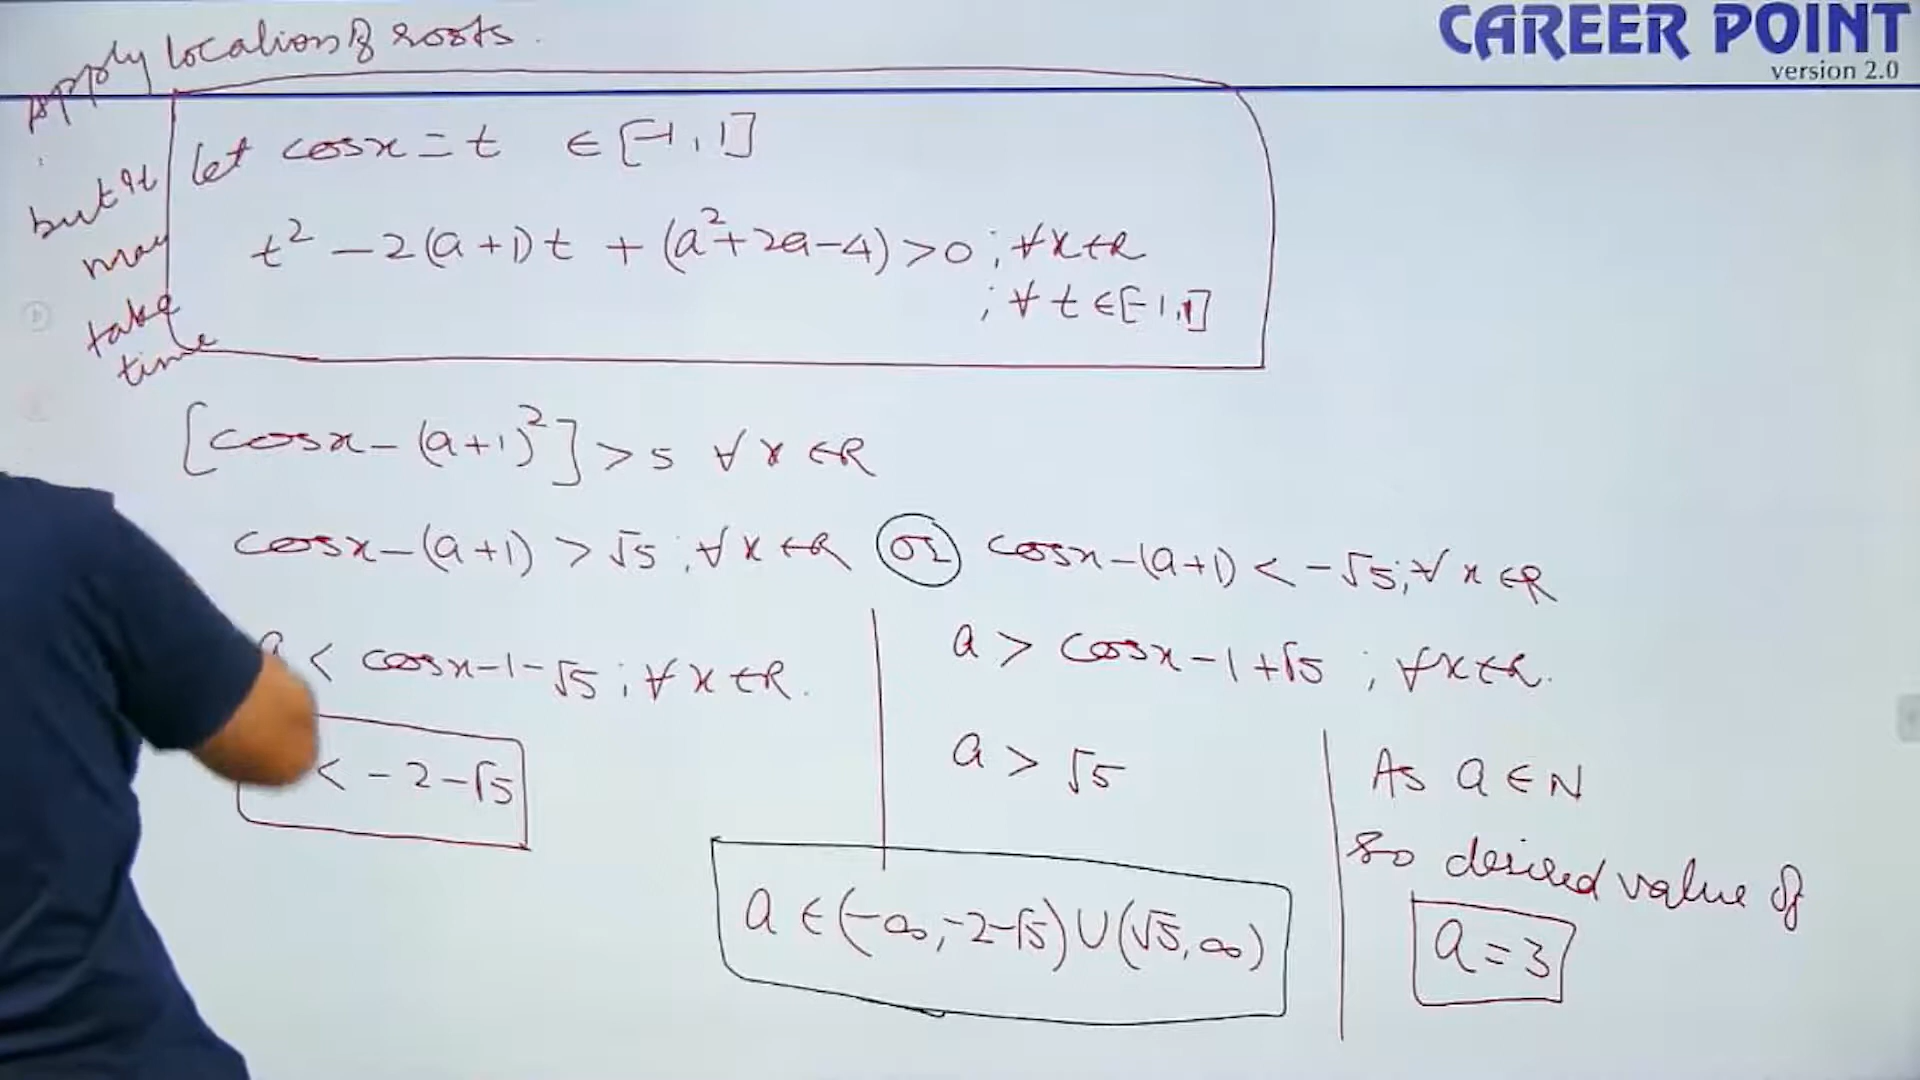 CAREER POINT
version 2.0
Apply location of roots.
but it
may
take
time
let cosx = t ∈ [-1, 1]
t² - 2(a+1)t + (a²+2a-4) > 0 ; ∀x∈R
; ∀ t ∈ [-1,1]
[cosx - (a+1)²] > 5 ∀ x ∈ R
cosx - (a+1) > √5 ; ∀ x ∈ R or cosx - (a+1) < -√5 ; ∀ x ∈ R
< cosx - 1 - √5 ; ∀ x ∈ R.
a > cosx - 1 + √5 ; ∀x∈R.
< - 2 - √5
a > √5
a ∈ (-∞, -2-√5) ∪ (√5, ∞)
As a ∈ N
So desired value of
a = 3